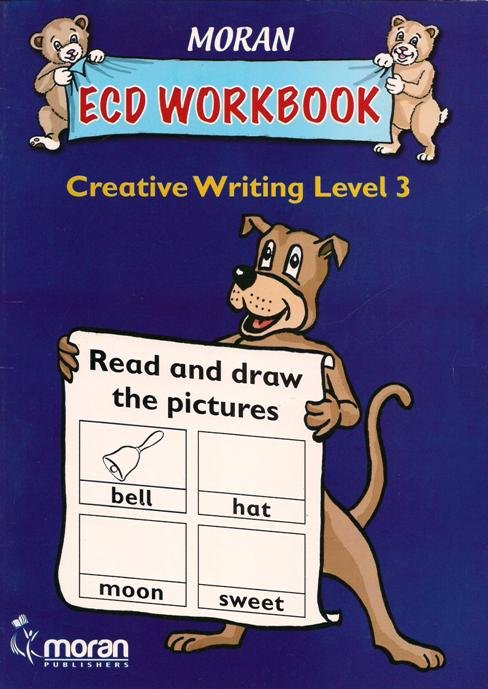 MORAN
ECD WORKBOOK
Creative Writing Level 3
Read and draw
the pictures
bell
hat
moon
sweet
moran
PUBLISHERS